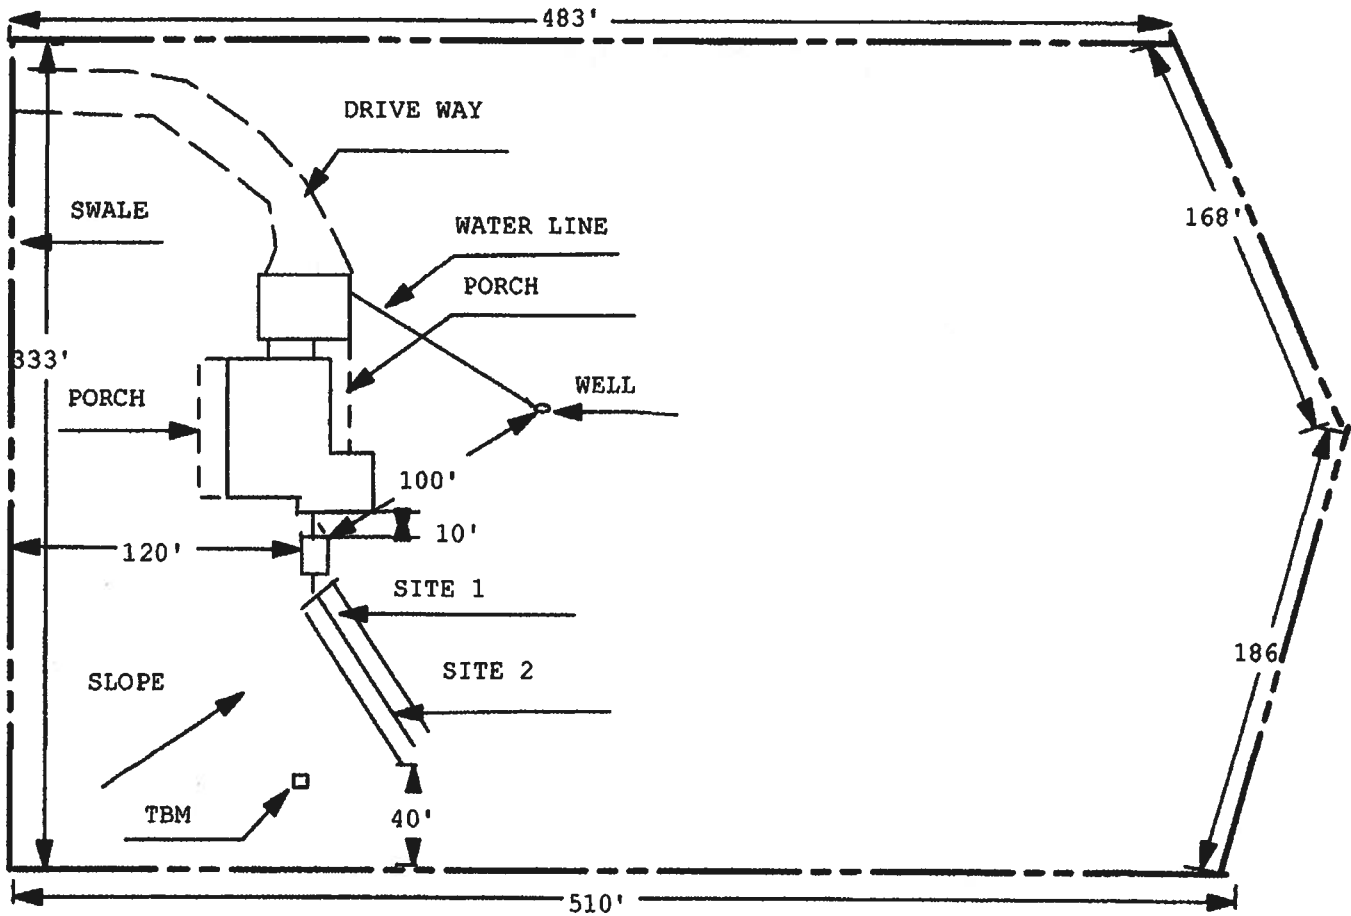 483'
DRIVE WAY
SWALE
168'
WATER LINE
PORCH
333'
WELL
PORCH
100'
10'
120'
SITE 1
186
SITE 2
SLOPE
TBM
40'
510'